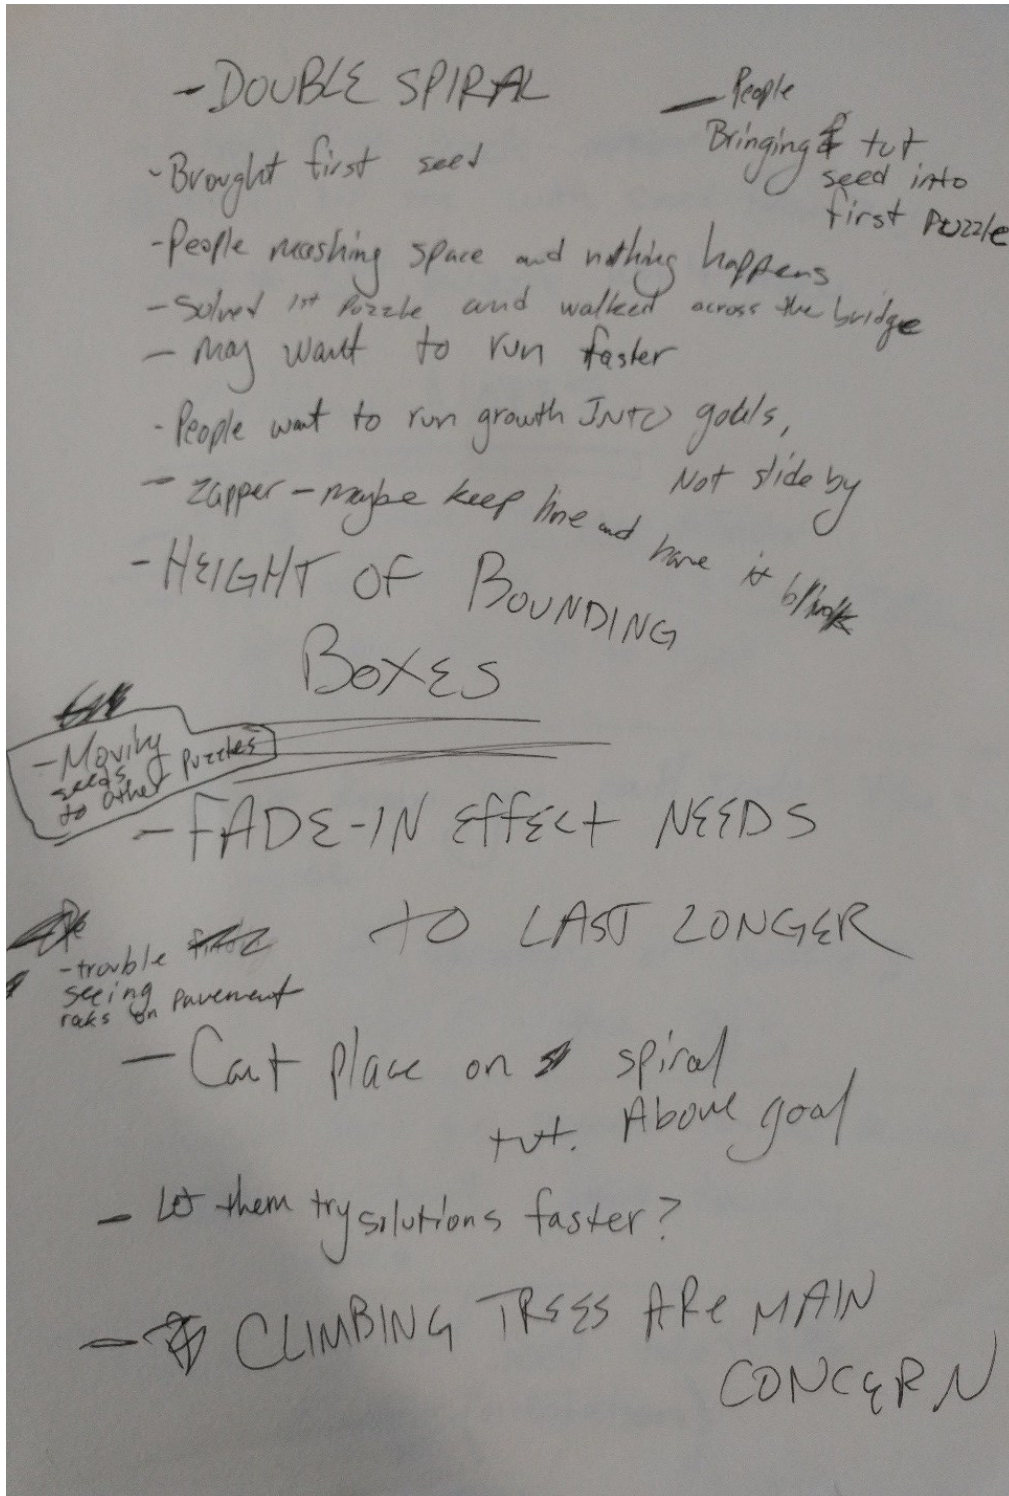 - DOUBLE SPIRAL
- People
Bringing tut
seed into
first puzzle
- Brought first seed
- People mashing space and nothing happens
- Solved 1st puzzle and walked across the bridge
- may want to run faster
- People want to run growth INTO goals,
Not slide by
- Zapper - maybe keep line and have it blink
- HEIGHT OF BOUNDING
BOXES
- Moving
seeds
to other puzzles
- FADE-IN EFFECT NEEDS
TO LAST LONGER
- trouble
seeing
on pavement
- Cant place on spiral
tut. Above goal
- Let them try solutions faster?
- CLIMBING TREES ARE MAIN
CONCERN